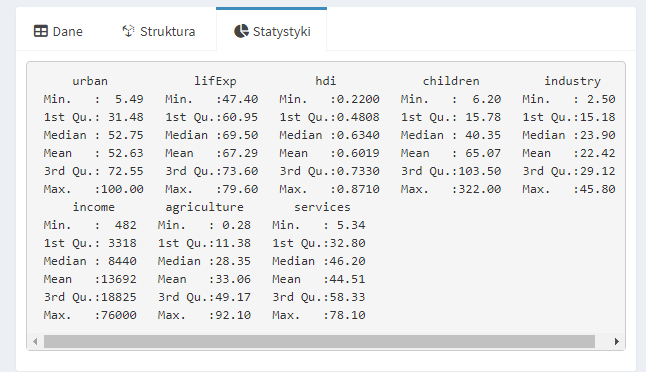 Dane Struktura Statystyki
urban lifExp hdi children industry
Min. : 5.49 Min. :47.40 Min. :0.2200 Min. : 6.20 Min. : 2.50
1st Qu.: 31.48 1st Qu.:60.95 1st Qu.:0.4808 1st Qu.: 15.78 1st Qu.:15.18
Median : 52.75 Median :69.50 Median :0.6340 Median : 40.35 Median :23.90
Mean : 52.63 Mean :67.29 Mean :0.6019 Mean : 65.07 Mean :22.42
3rd Qu.: 72.55 3rd Qu.:73.60 3rd Qu.:0.7330 3rd Qu.:103.50 3rd Qu.:29.12
Max. :100.00 Max. :79.60 Max. :0.8710 Max. :322.00 Max. :45.80
income agriculture services
Min. : 482 Min. : 0.28 Min. : 5.34
1st Qu.: 3318 1st Qu.:11.38 1st Qu.:32.80
Median : 8440 Median :28.35 Median :46.20
Mean :13692 Mean :33.06 Mean :44.51
3rd Qu.:18825 3rd Qu.:49.17 3rd Qu.:58.33
Max. :76000 Max. :92.10 Max. :78.10